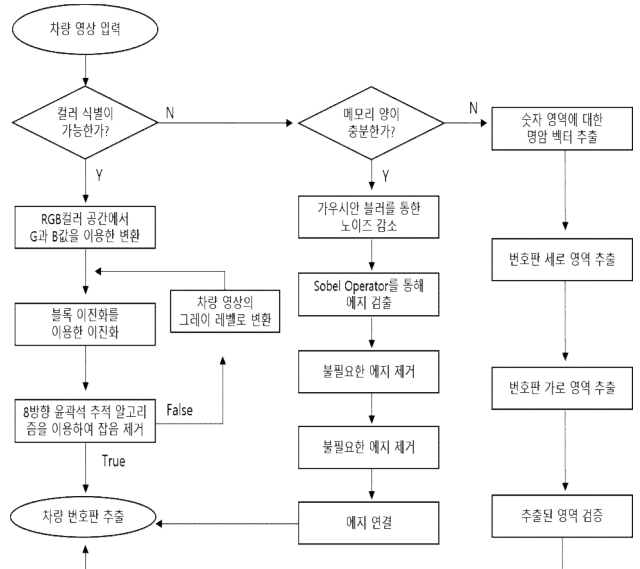 차량 영상 입력
컬러 식별이
가능한가?
N
Y
메모리 양이
충분한가?
N
Y
숫자 영역에 대한
명암 벡터 추출
RGB컬러 공간에서
G과 B값을 이용한 변환
가우시안 블러를 통한
노이즈 감소
번호판 세로 영역 추출
블록 이진화를
이용한 이진화
차량 영상의
그레이 레벨로 변환
Sobel Operator를 통해
에지 검출
불필요한 에지 제거
번호판 가로 영역 추출
8방향 윤곽석 추적 알고리
즘을 이용하여 잡음 제거
False
True
불필요한 에지 제거
차량 번호판 추출
에지 연결
추출된 영역 검증